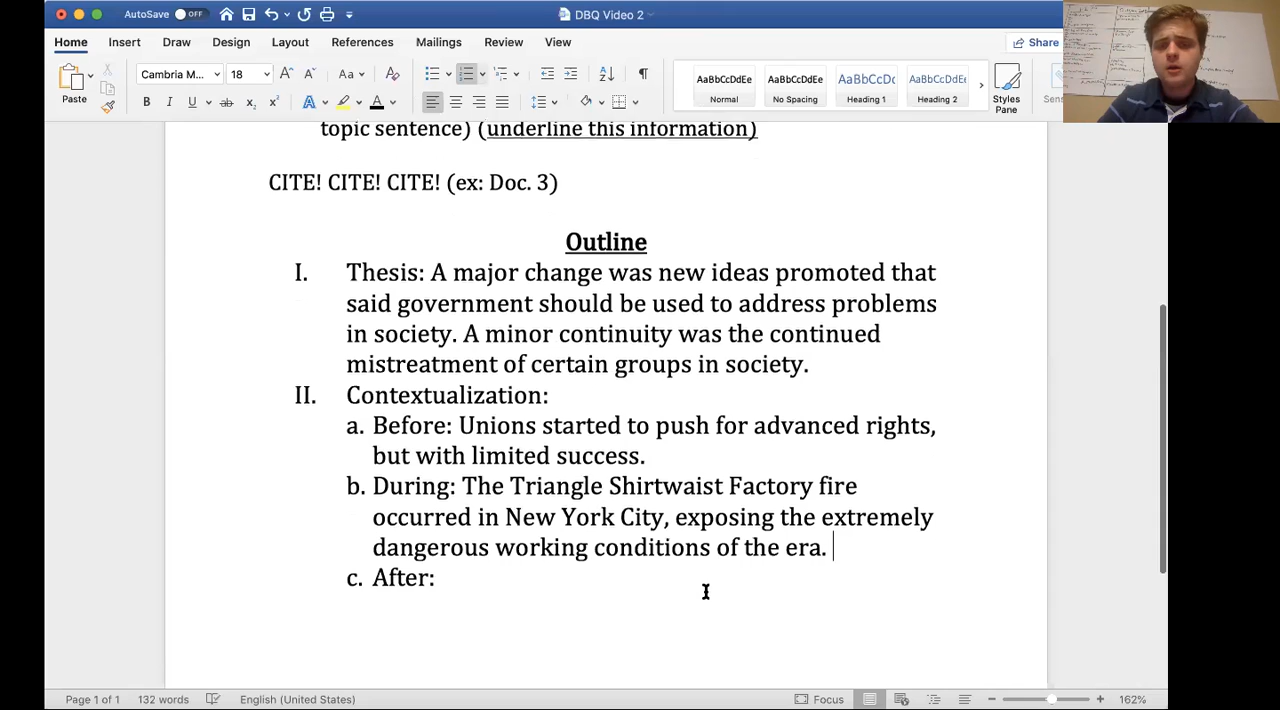 AutoSave OFF
DBQ Video 2
Home Insert Draw Design Layout References Mailings Review View Share
Paste
Cambria M... 18
AaBbCcDdEe AaBbCcDdEe AaBbCcDc AaBbCcDdEe
Normal No Spacing Heading 1 Heading 2
Styles
Pane
topic sentence) (underline this information)
CITE! CITE! CITE! (ex: Doc. 3)
Outline
I. Thesis: A major change was new ideas promoted that
said government should be used to address problems
in society. A minor continuity was the continued
mistreatment of certain groups in society.
II. Contextualization:
a. Before: Unions started to push for advanced rights,
but with limited success.
b. During: The Triangle Shirtwaist Factory fire
occurred in New York City, exposing the extremely
dangerous working conditions of the era.
c. After:
Page 1 of 1 132 words English (United States) Focus 162%